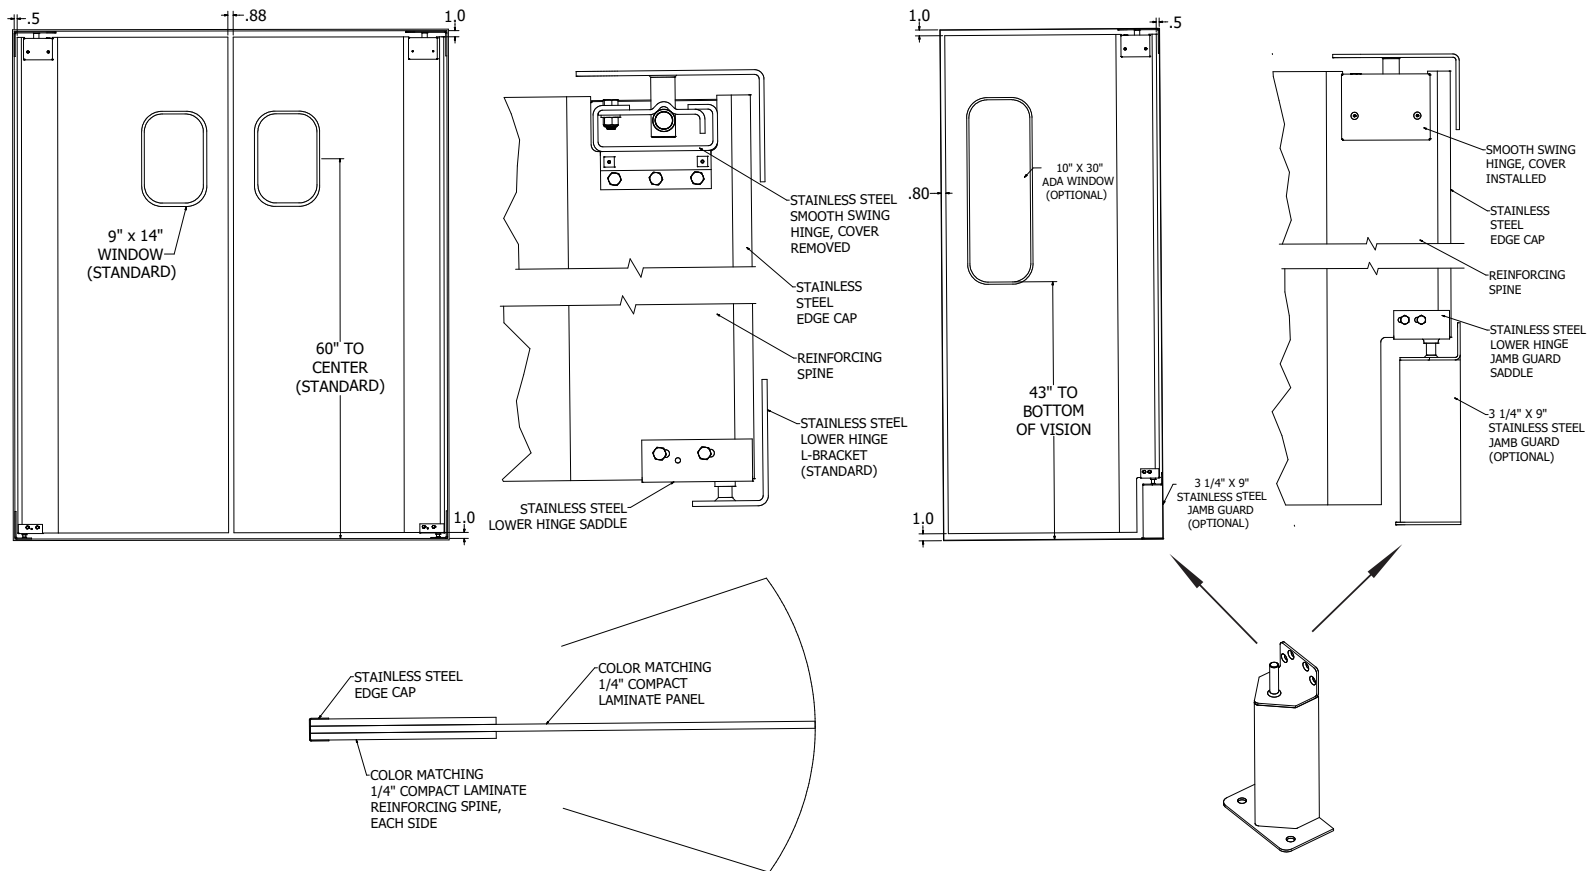 .5
.88
1.0
9" x 14"
WINDOW
(STANDARD)
60" TO
CENTER
(STANDARD)
1.0
STAINLESS STEEL
SMOOTH SWING
HINGE, COVER
REMOVED
STAINLESS
STEEL
EDGE CAP
REINFORCING
SPINE
STAINLESS STEEL
LOWER HINGE
L-BRACKET
(STANDARD)
STAINLESS STEEL
LOWER HINGE SADDLE
1.0
.5
.80
10" X 30"
ADA WINDOW
(OPTIONAL)
43" TO
BOTTOM
OF VISION
1.0
3 1/4" X 9"
STAINLESS STEEL
JAMB GUARD
(OPTIONAL)
SMOOTH SWING
HINGE, COVER
INSTALLED
STAINLESS
STEEL
EDGE CAP
REINFORCING
SPINE
STAINLESS STEEL
LOWER HINGE
JAMB GUARD
SADDLE
3 1/4" X 9"
STAINLESS STEEL
JAMB GUARD
(OPTIONAL)
STAINLESS STEEL
EDGE CAP
COLOR MATCHING
1/4" COMPACT
LAMINATE PANEL
COLOR MATCHING
1/4" COMPACT LAMINATE
REINFORCING SPINE,
EACH SIDE